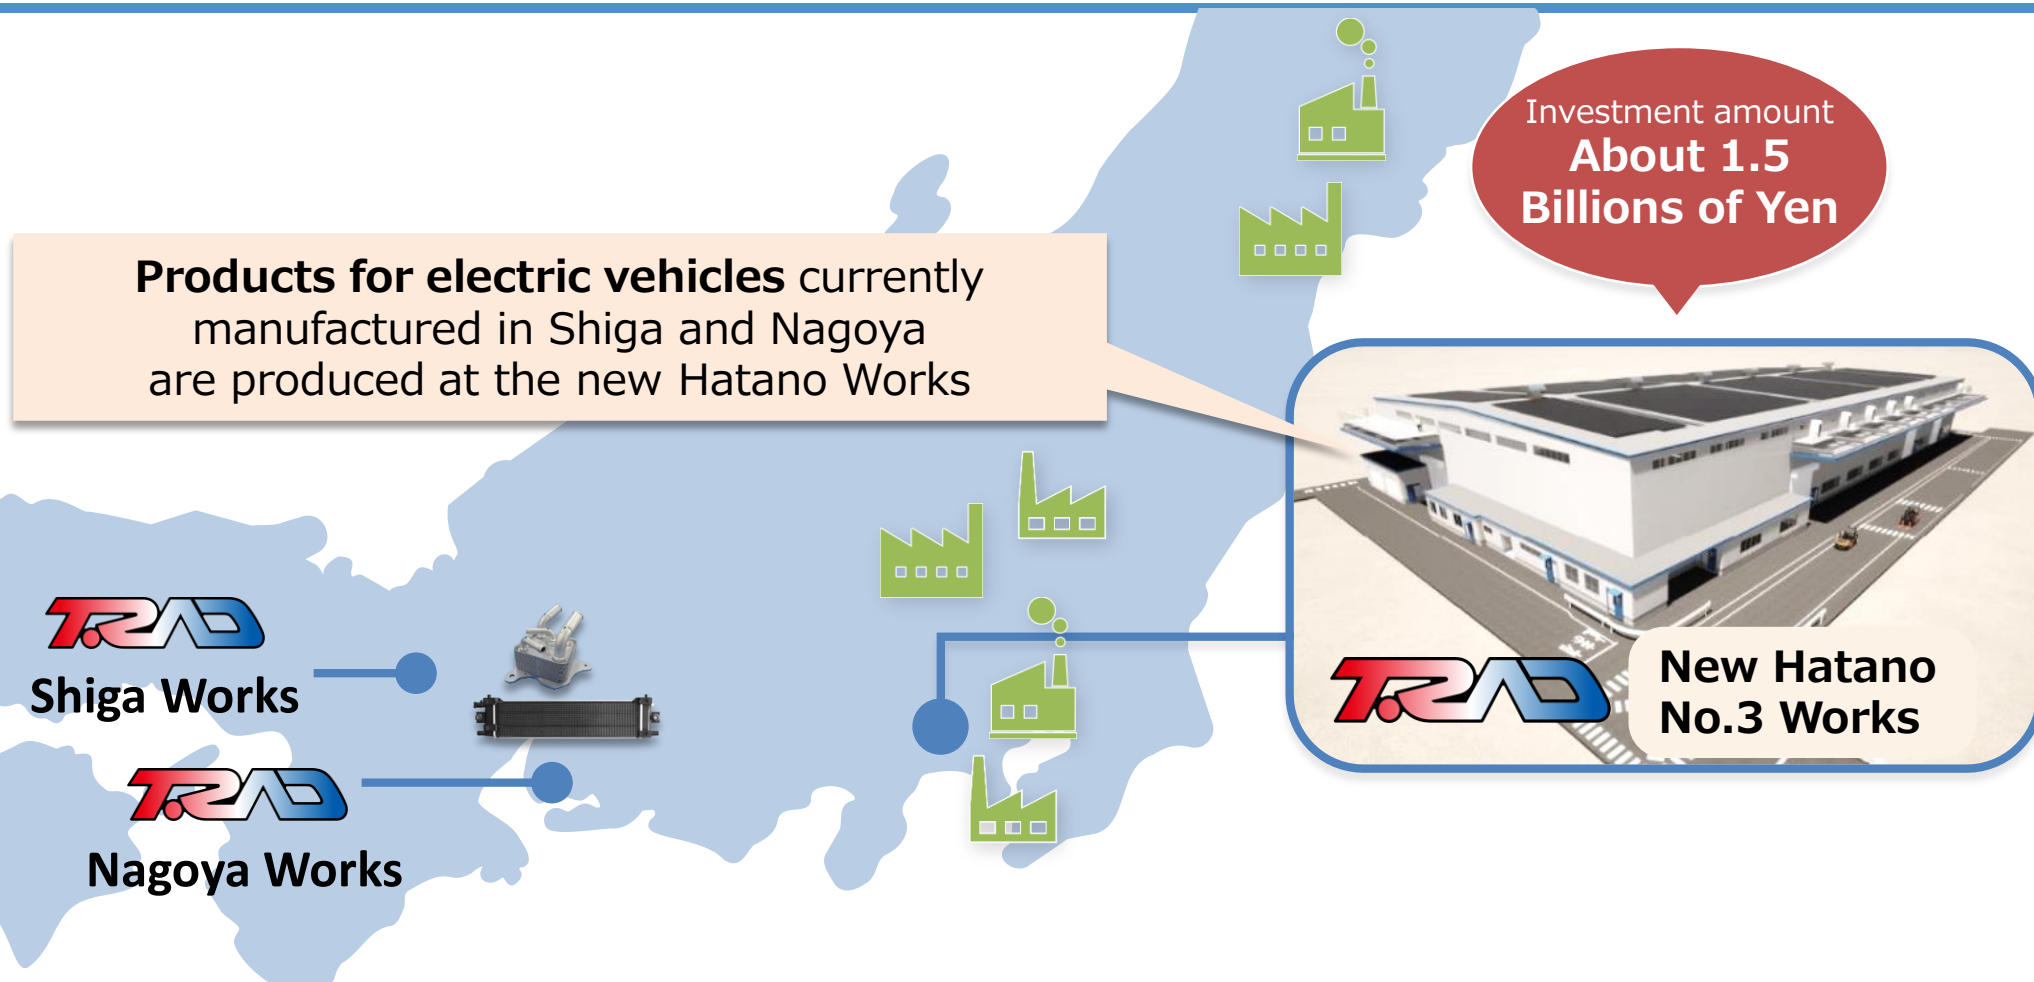 Investment amount
About 1.5
Billions of Yen
Products for electric vehicles currently
manufactured in Shiga and Nagoya
are produced at the new Hatano Works
T.RAD
Shiga Works
T.RAD
Nagoya Works
T.RAD
New Hatano
No.3 Works